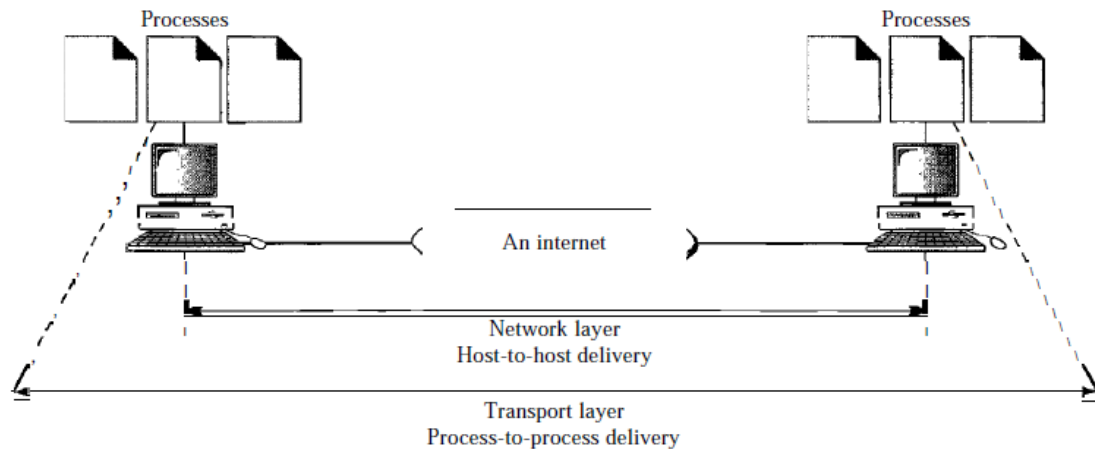 Processes
Processes
An internet
Network layer
Host-to-host delivery
Transport layer
Process-to-process delivery